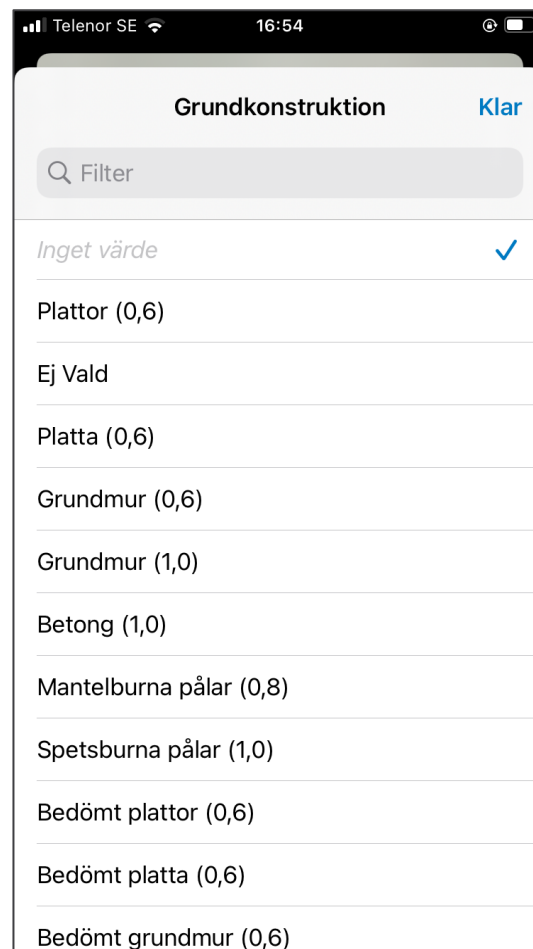 Telenor SE 16:54
Grundkonstruktion Klar
Filter
Inget värde
Plattor (0,6)
Ej Vald
Platta (0,6)
Grundmur (0,6)
Grundmur (1,0)
Betong (1,0)
Mantelburna pålar (0,8)
Spetsburna pålar (1,0)
Bedömt plattor (0,6)
Bedömt platta (0,6)
Bedömt grundmur (0,6)